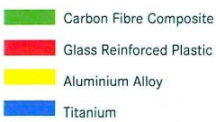 Carbon Fibre Composite
Glass Reinforced Plastic
Aluminium Alloy
Titanium